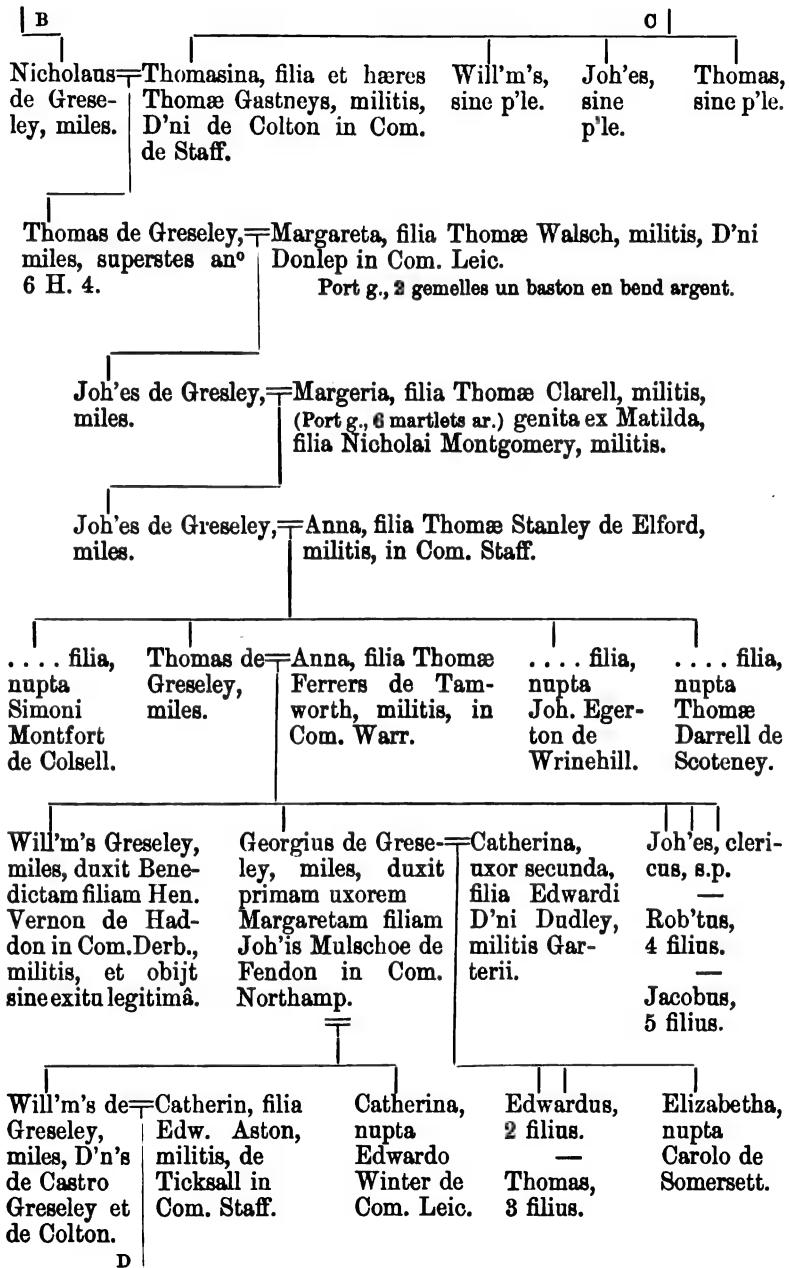 B
C
Nicholaus
de Grese-
ley, miles.
Thomasina, filia et hæres
Thomæ Gastneys, militis,
D'ni de Colton in Com.
de Staff.
Will'm's,
sine p'le.
Joh'es,
sine
p'le.
Thomas,
sine p'le.
Thomas de Greseley,
miles, superstes an⁰
6 H. 4.
Margareta, filia Thomæ Walsch, militis, D'ni
Donlep in Com. Leic.
Port g., 2 gemelles un baston en bend argent.
Joh'es de Gresley,
miles.
Margeria, filia Thomæ Clarell, militis,
(Port g., 6 martlets ar.) genita ex Matilda,
filia Nicholai Montgomery, militis.
Joh'es de Greseley,
miles.
Anna, filia Thomæ Stanley de Elford,
militis, in Com. Staff.
.... filia,
nupta
Simoni
Montfort
de Colsell.
Thomas de
Greseley,
miles.
Anna, filia Thomæ
Ferrers de Tam-
worth, militis, in
Com. Warr.
.... filia,
nupta
Joh. Eger-
ton de
Wrinehill.
.... filia,
nupta
Thomæ
Darrell de
Scoteney.
Will'm's Greseley,
miles, duxit Bene-
dictam filiam Hen.
Vernon de Had-
don in Com.Derb.,
militis, et obijt
sine exitu legitimâ.
Georgius de Grese-
ley, miles, duxit
primam uxorem
Margaretam filiam
Joh'is Mulschoe de
Fendon in Com.
Northamp.
Catherina,
uxor secunda,
filia Edwardi
D'ni Dudley,
militis Gar-
terii.
Joh'es, cleri-
cus, s.p.
—
Rob'tus,
4 filius.
—
Jacobus,
5 filius.
Will'm's de
Greseley,
miles, D'n's
de Castro
Greseley et
de Colton.
D
Catherin, filia
Edw. Aston,
militis, de
Ticksall in
Com. Staff.
Catherina,
nupta
Edwardo
Winter de
Com. Leic.
Edwardus,
2 filius.
—
Thomas,
3 filius.
Elizabetha,
nupta
Carolo de
Somersett.